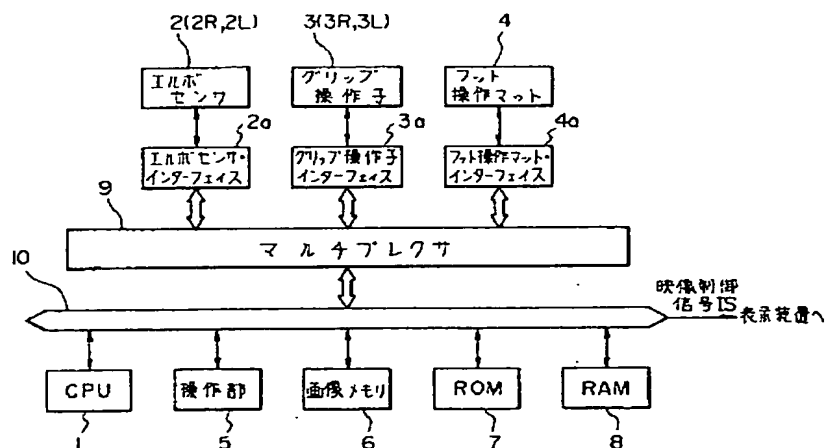 2(2R,2L)
3(3R,3L)
4
エルボ
センサ
グリップ
操作子
フット
操作マット
2a
3a
4a
エルボセンサ・
インターフェイス
グリップ操作子
インターフェイス
フット操作マット・
インターフェイス
9
マルチプレクサ
10
映像制御
信号IS
表示装置へ
CPU
操作部
画像メモリ
ROM
RAM
1
5
6
7
8